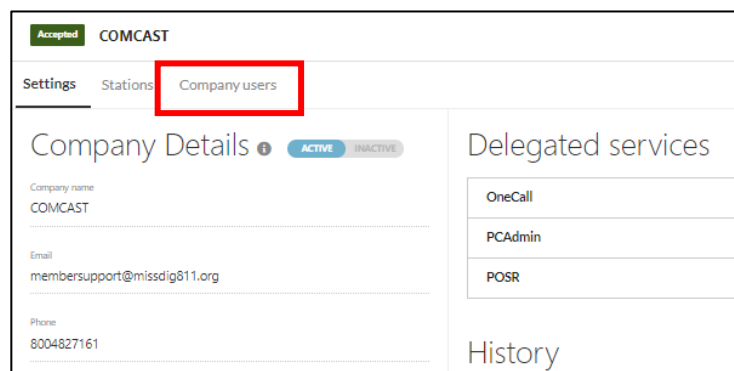 Accepted COMCAST
Settings Stations Company users
Company Details ACTIVE INACTIVE
Company name
COMCAST
Email
membersupport@missdig811.org
Phone
8004827161
Delegated services
OneCall
PCAdmin
POSR
History